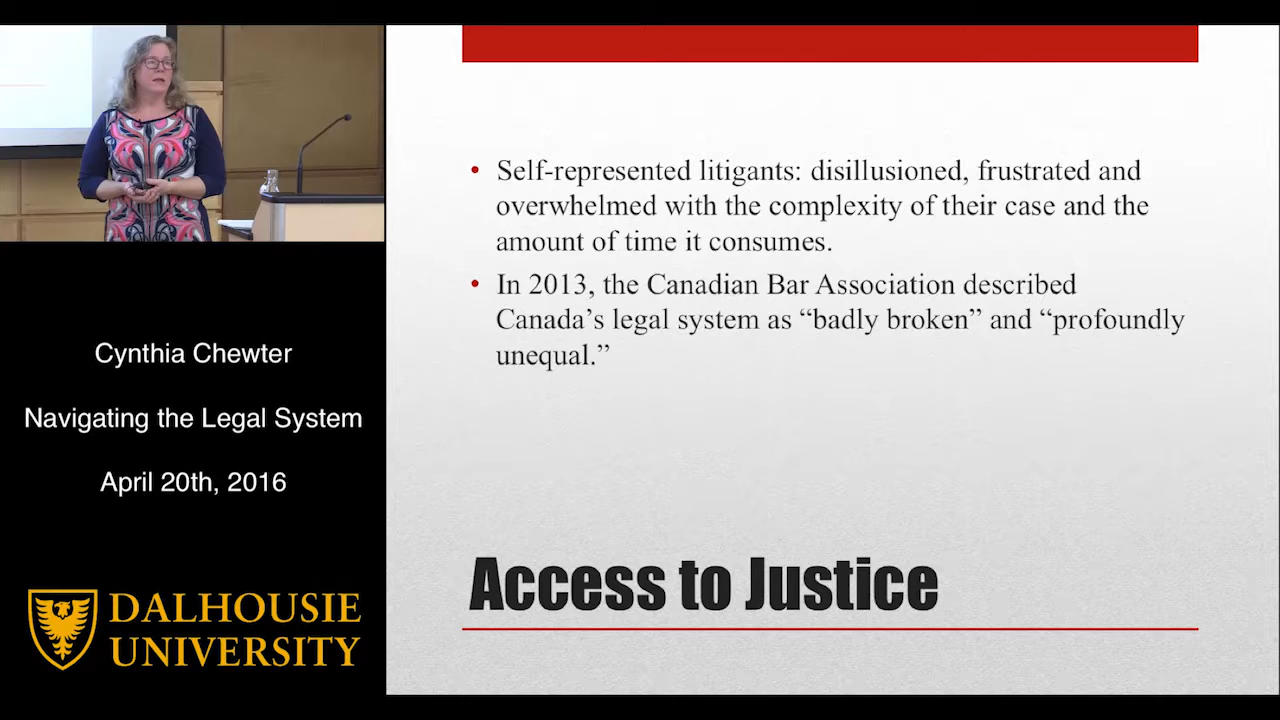 Cynthia Chewter
Navigating the Legal System
April 20th, 2016
DALHOUSIE
UNIVERSITY
• Self-represented litigants: disillusioned, frustrated and
overwhelmed with the complexity of their case and the
amount of time it consumes.
• In 2013, the Canadian Bar Association described
Canada’s legal system as “badly broken” and “profoundly
unequal.”
Access to Justice